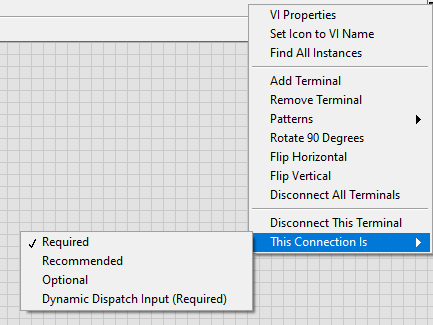 VI Properties
Set Icon to VI Name
Find All Instances
Add Terminal
Remove Terminal
Patterns
Rotate 90 Degrees
Flip Horizontal
Flip Vertical
Disconnect All Terminals
Disconnect This Terminal
This Connection Is
Required
Recommended
Optional
Dynamic Dispatch Input (Required)